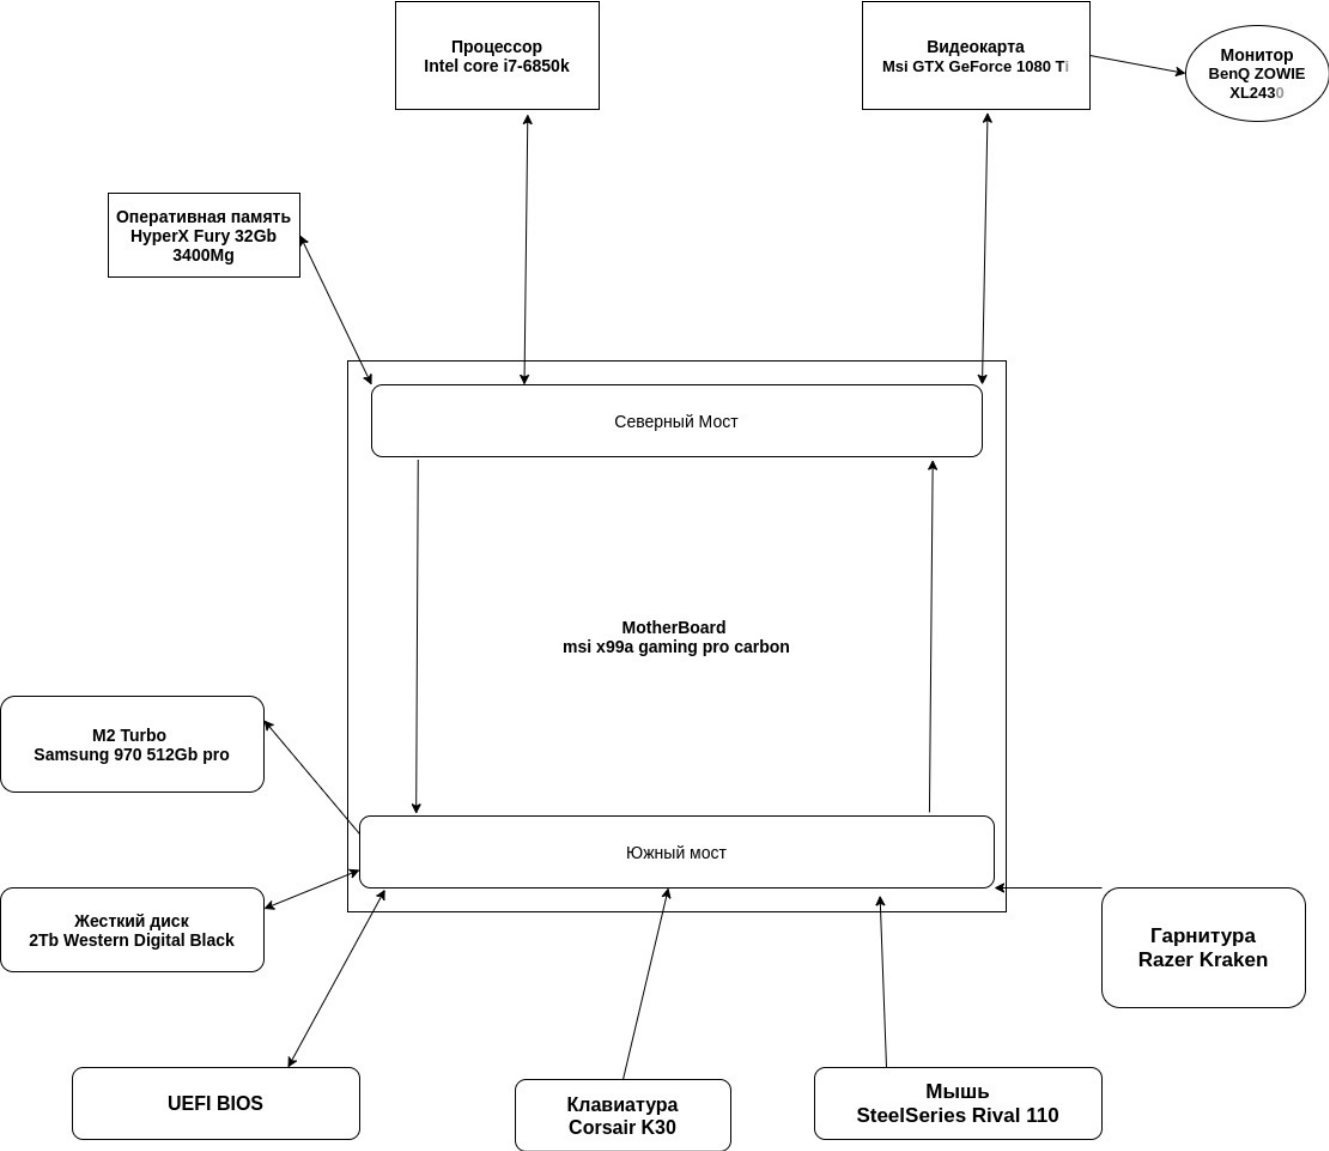 Процессор
Intel core i7-6850k
Видеокарта
Msi GTX GeForce 1080 Ti
Монитор
BenQ ZOWIE
XL2430
Оперативная память
HyperX Fury 32Gb
3400Mg
Северный Мост
MotherBoard
msi x99a gaming pro carbon
M2 Turbo
Samsung 970 512Gb pro
Южный мост
Жесткий диск
2Tb Western Digital Black
Гарнитура
Razer Kraken
UEFI BIOS
Клавиатура
Corsair K30
Мышь
SteelSeries Rival 110